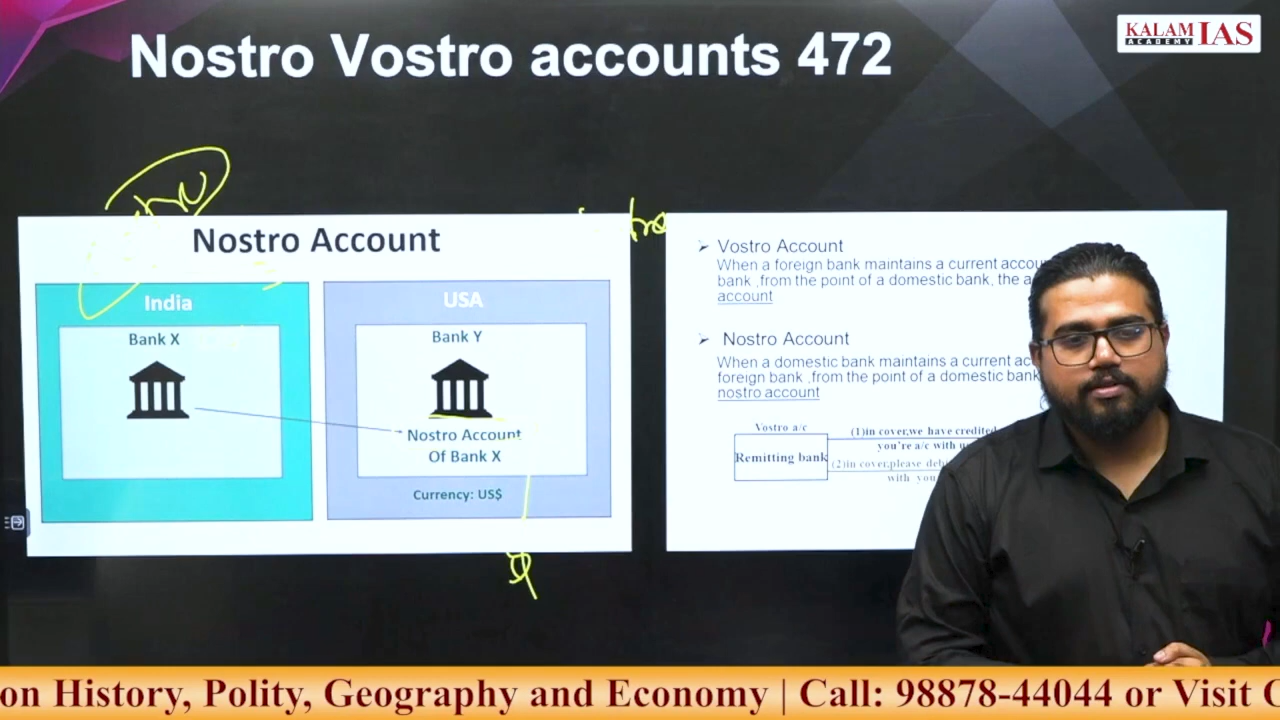 Nostro Vostro accounts 472
KALAM IAS
ACADEMY
Nostro Account
India
Bank X
USA
Bank Y
Nostro Account
Of Bank X
Currency: US$
➢ Vostro Account
When a foreign bank maintains a current
bank ,from the point of a domestic bank, the
account
➢ Nostro Account
When a domestic bank maintains a current
foreign bank ,from the point of a domestic bank
nostro account
Vostro a/c
Remitting bank
(1)in cover,we have credited
you're a/c with
(2)in cover,please
with
on History, Polity, Geography and Economy | Call: 98878-44044 or Visit